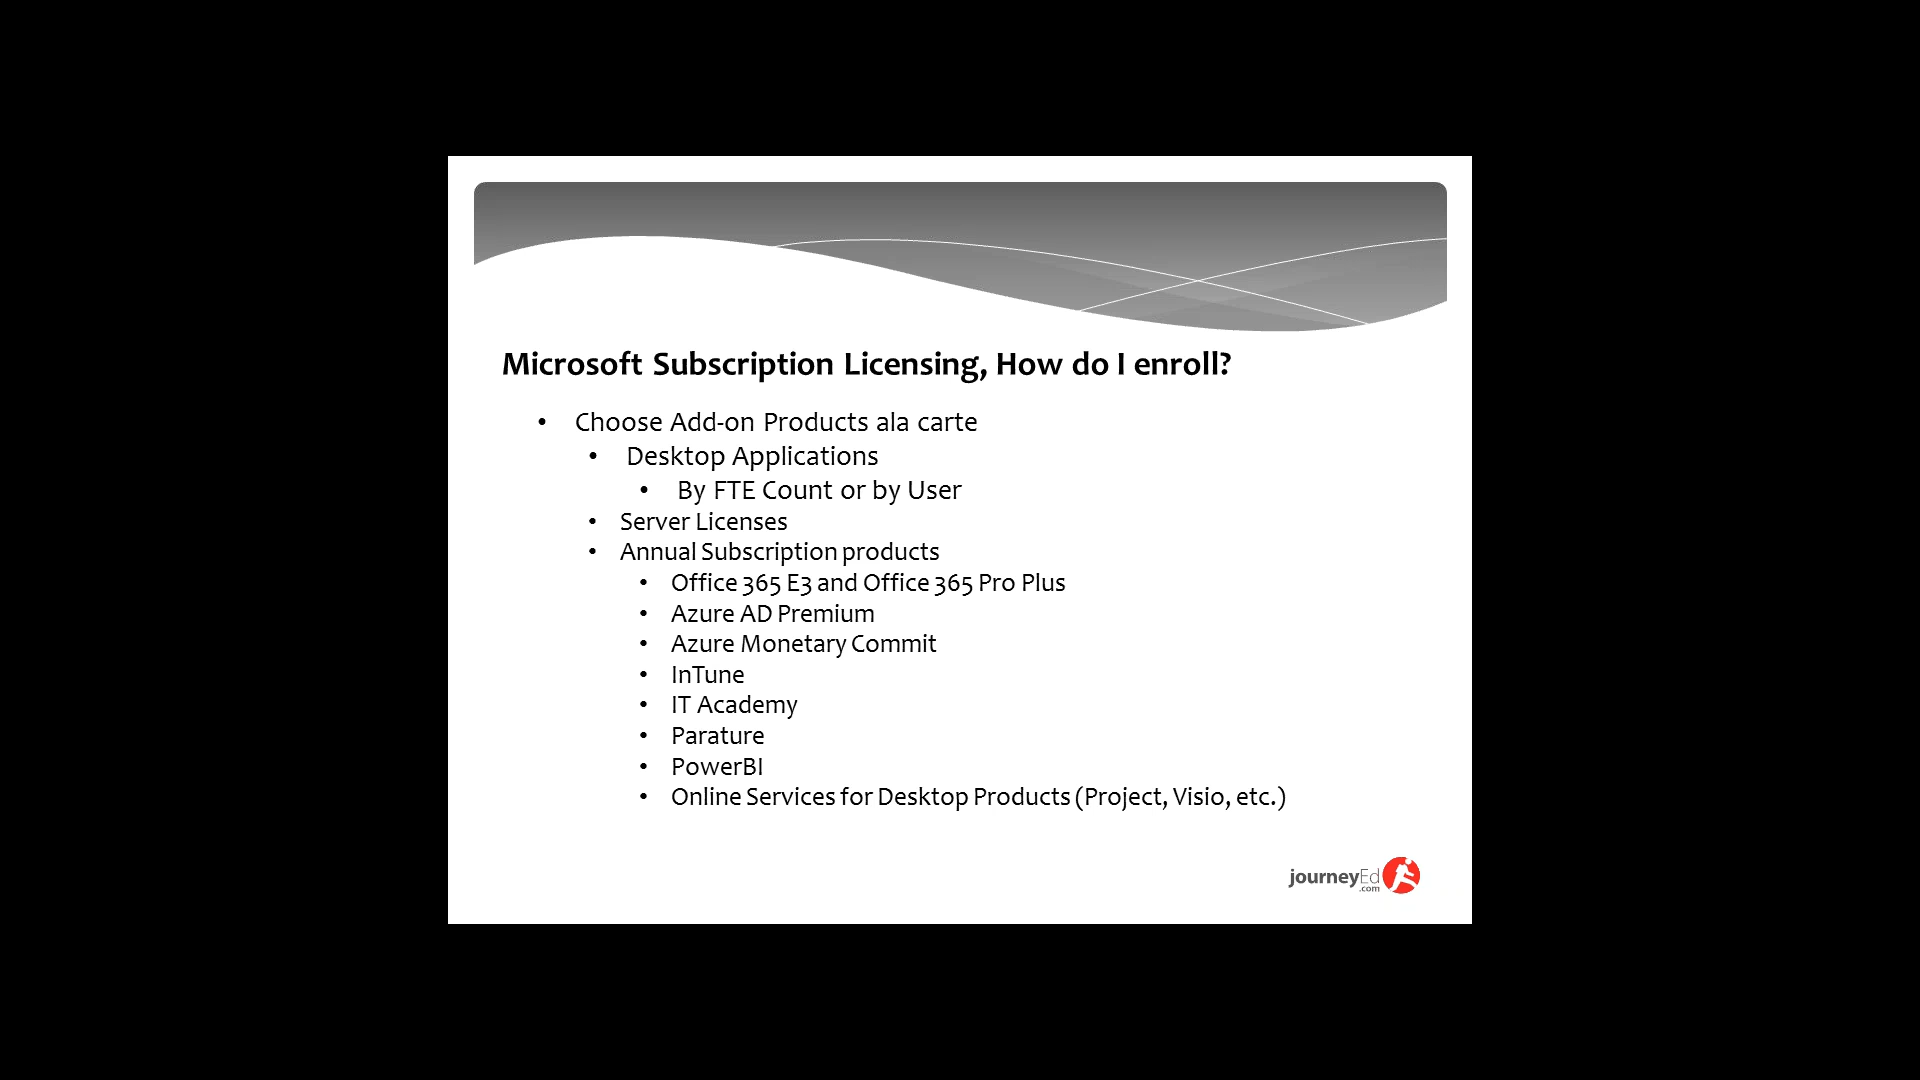 Microsoft Subscription Licensing, How do I enroll?
• Choose Add-on Products ala carte
• Desktop Applications
• By FTE Count or by User
• Server Licenses
• Annual Subscription products
• Office 365 E3 and Office 365 Pro Plus
• Azure AD Premium
• Azure Monetary Commit
• InTune
• IT Academy
• Parature
• PowerBI
• Online Services for Desktop Products (Project, Visio, etc.)
journeyEd
.com